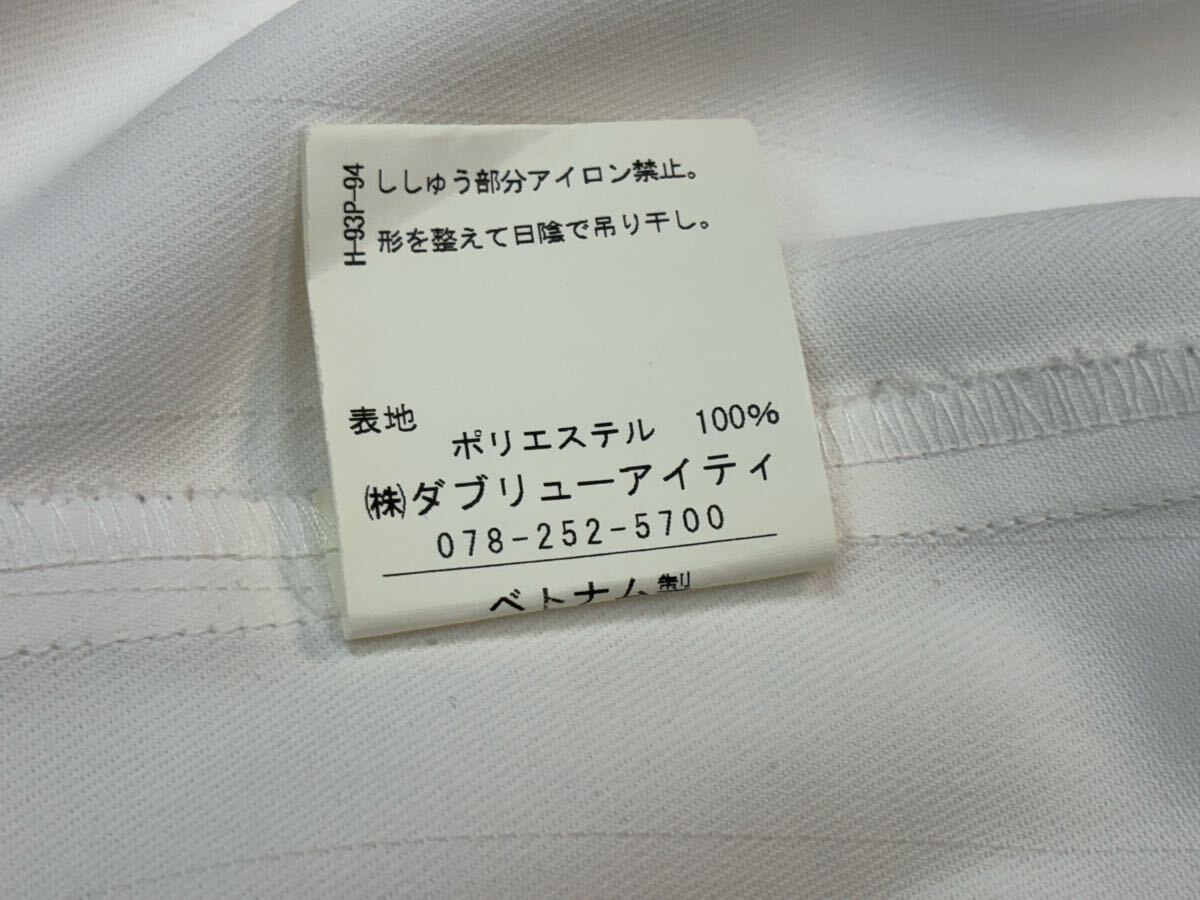 H-93P-94
ししゅう部分アイロン禁止。
形を整えて日陰で吊り干し。
表地
ポリエステル 100%
㈱ダブリューアイティ
078-252-5700
ベトナム製